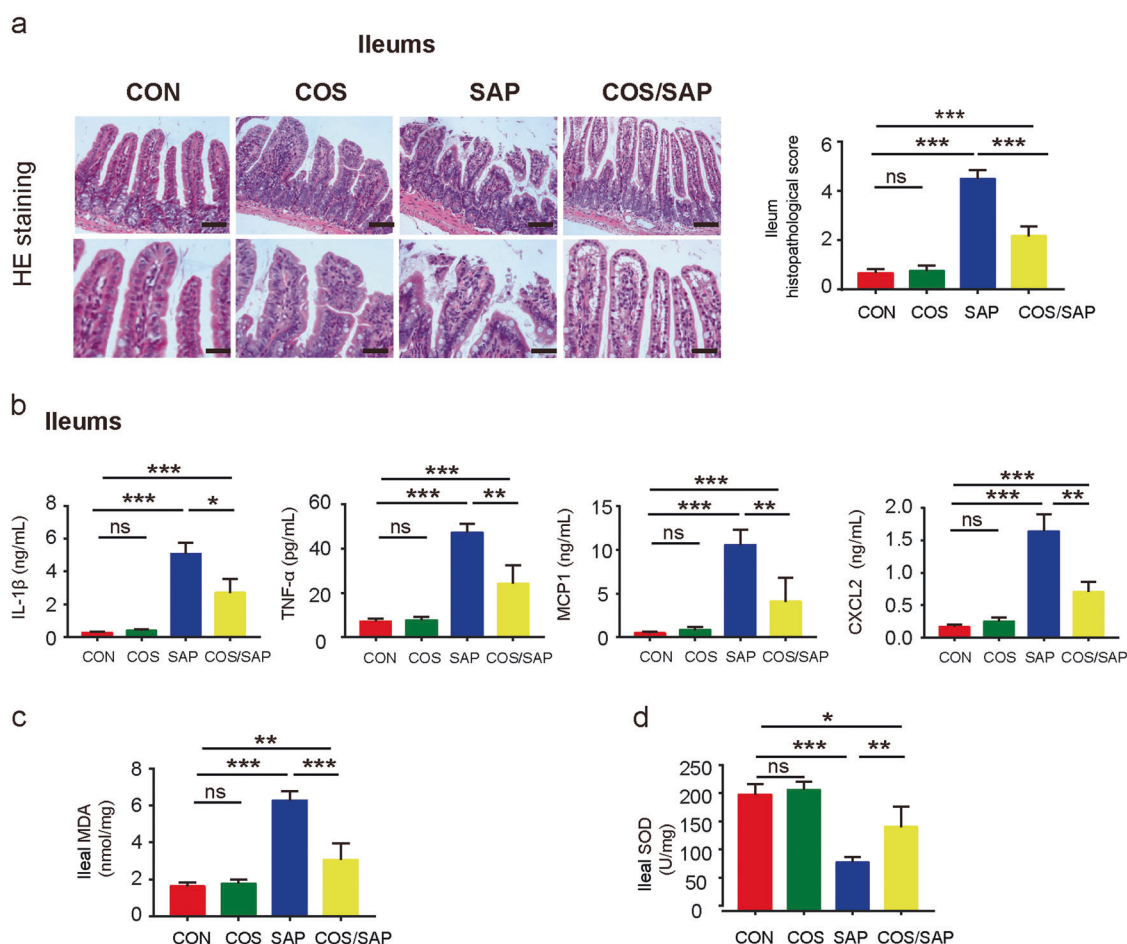 a
Ileums
CON COS SAP COS/SAP
HE staining
Ileum
histopathological score
6
4
2
0
***
*** ***
ns
CON COS SAP COS/SAP
b
Ileums
IL-1β (ng/mL)
8
6
4
2
0
***
*** *
ns
CON COS SAP COS/SAP
TNF-α (pg/mL)
60
40
20
0
***
*** **
ns
CON COS SAP COS/SAP
MCP1 (ng/mL)
15
10
5
0
***
*** **
ns
CON COS SAP COS/SAP
CXCL2 (ng/mL)
2.0
1.5
1.0
0.5
0.0
***
*** **
ns
CON COS SAP COS/SAP
c
Ileal MDA
(nmol/mg)
8
6
4
2
0
**
*** ***
ns
CON COS SAP COS/SAP
d
Ileal SOD
(U/mg)
250
200
150
100
50
0
*
*** **
ns
CON COS SAP COS/SAP